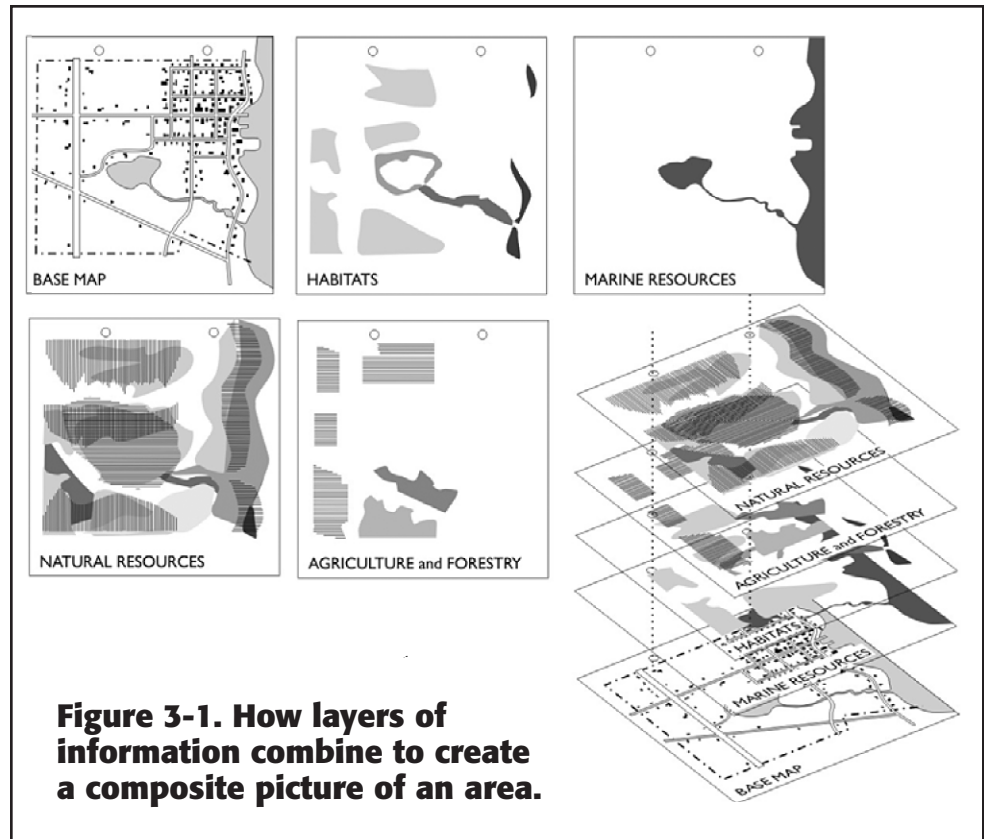 BASE MAP
HABITATS
MARINE RESOURCES
NATURAL RESOURCES
AGRICULTURE and FORESTRY
NATURAL RESOURCES
AGRICULTURE and FORESTRY
HABITATS
MARINE RESOURCES
BASE MAP
Figure 3-1. How layers of
information combine to create
a composite picture of an area.